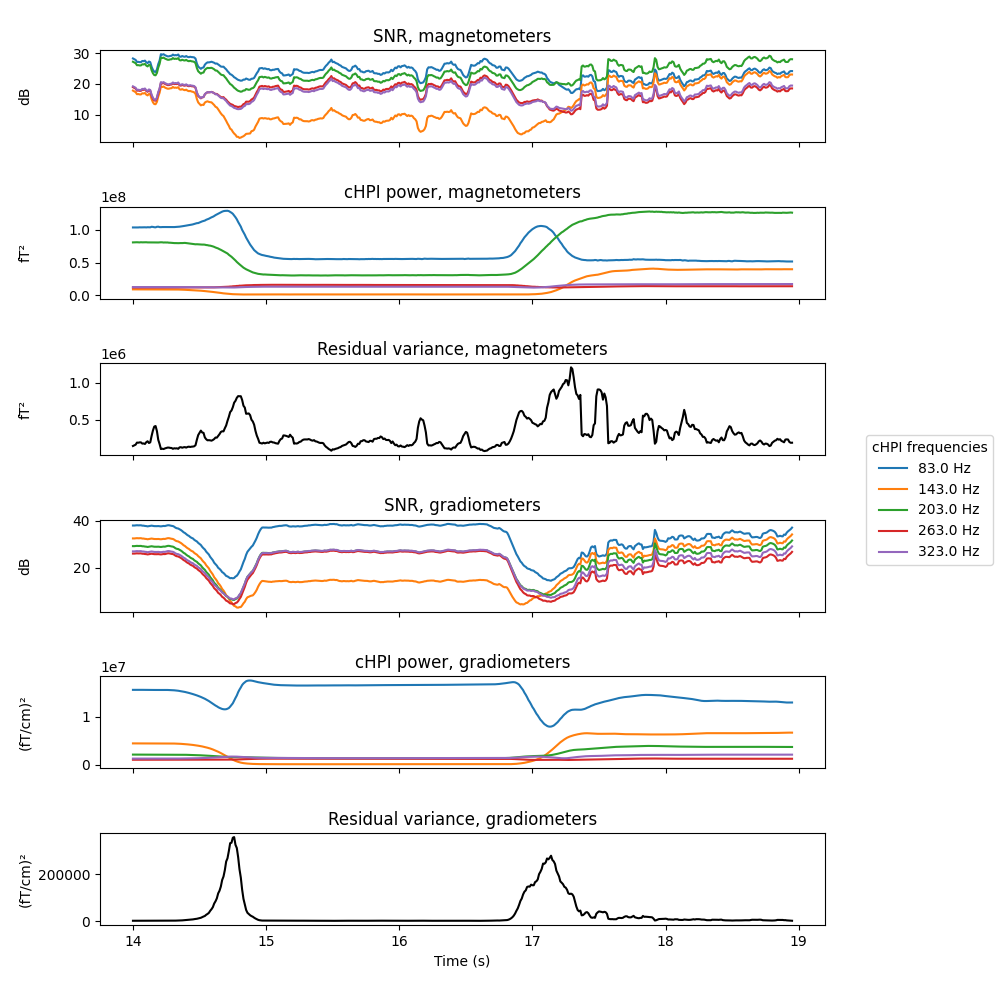 SNR, magnetometers
30
20
10
dB
cHPI power, magnetometers
1e8
1.0
0.5
0.0
fT²
Residual variance, magnetometers
1e6
1.0
0.5
fT²
cHPI frequencies
83.0 Hz
143.0 Hz
203.0 Hz
263.0 Hz
323.0 Hz
SNR, gradiometers
40
20
dB
cHPI power, gradiometers
1e7
1
0
(fT/cm)²
Residual variance, gradiometers
200000
0
(fT/cm)²
14 15 16 17 18 19
Time (s)